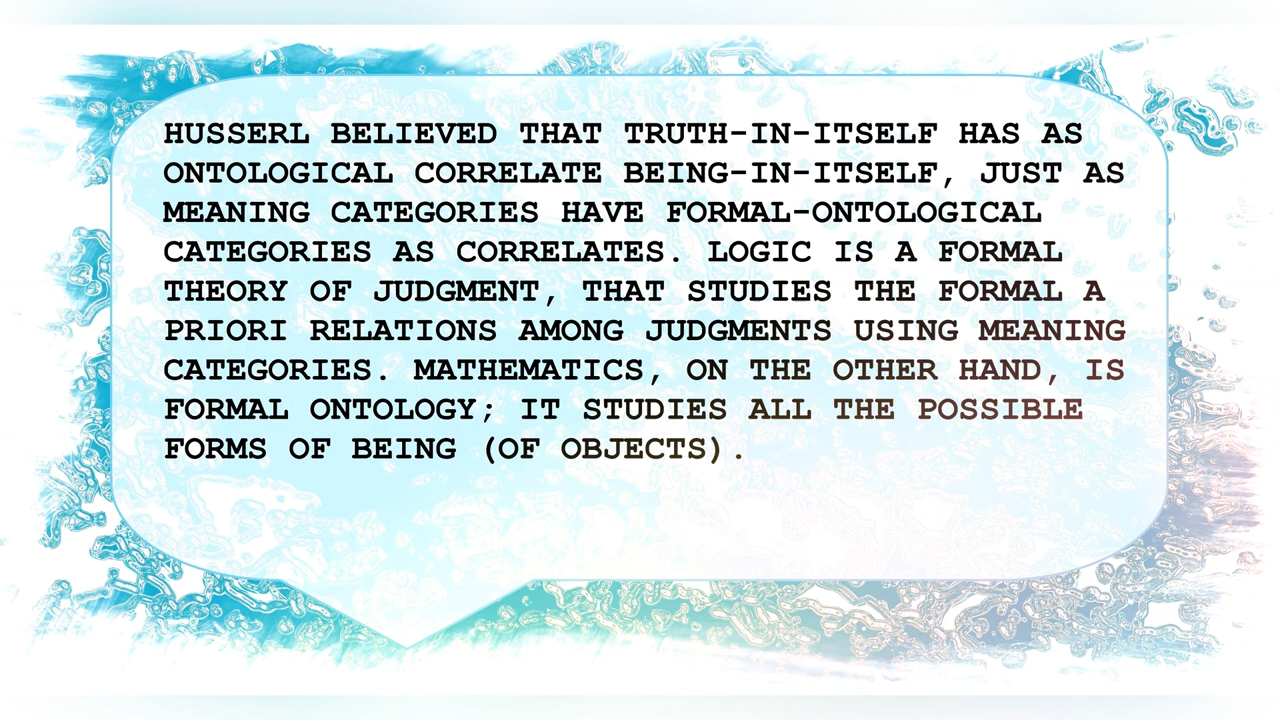 HUSSERL BELIEVED THAT TRUTH-IN-ITSELF HAS AS
ONTOLOGICAL CORRELATE BEING-IN-ITSELF, JUST AS
MEANING CATEGORIES HAVE FORMAL-ONTOLOGICAL
CATEGORIES AS CORRELATES. LOGIC IS A FORMAL
THEORY OF JUDGMENT, THAT STUDIES THE FORMAL A
PRIORI RELATIONS AMONG JUDGMENTS USING MEANING
CATEGORIES. MATHEMATICS, ON THE OTHER HAND, IS
FORMAL ONTOLOGY; IT STUDIES ALL THE POSSIBLE
FORMS OF BEING (OF OBJECTS).